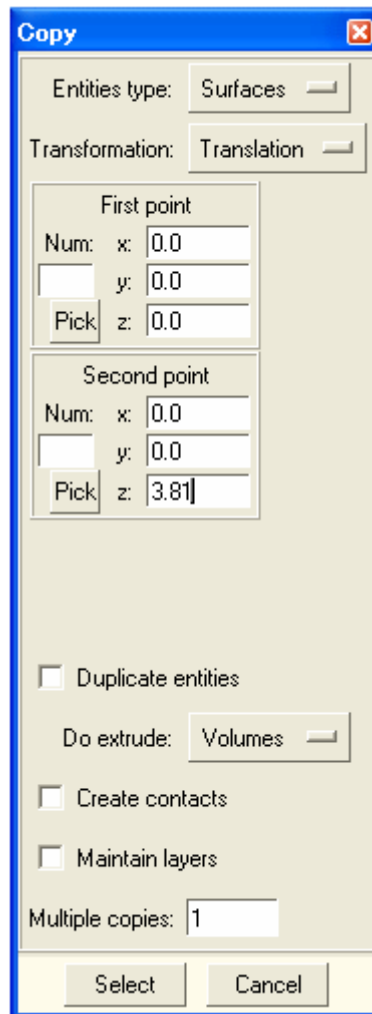 Copy
Entities type: Surfaces
Transformation: Translation
First point
Num: x: 0.0
y: 0.0
Pick z: 0.0
Second point
Num: x: 0.0
y: 0.0
Pick z: 3.81
Duplicate entities
Do extrude: Volumes
Create contacts
Maintain layers
Multiple copies: 1
Select Cancel